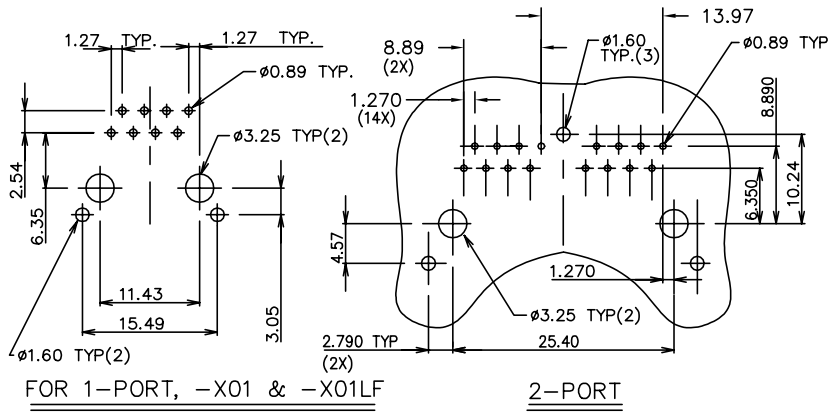 1.27 TYP.
1.27 TYP.
ø0.89 TYP.
ø3.25 TYP(2)
2.54
6.35
11.43
15.49
3.05
ø1.60 TYP(2)
FOR 1-PORT, -X01 & -X01LF
13.97
8.89
(2X)
ø1.60
TYP.(3)
ø0.89 TYP
1.270
(14X)
8.890
10.24
6.350
4.57
1.270
ø3.25 TYP(2)
2.790 TYP
(2X)
25.40
2-PORT